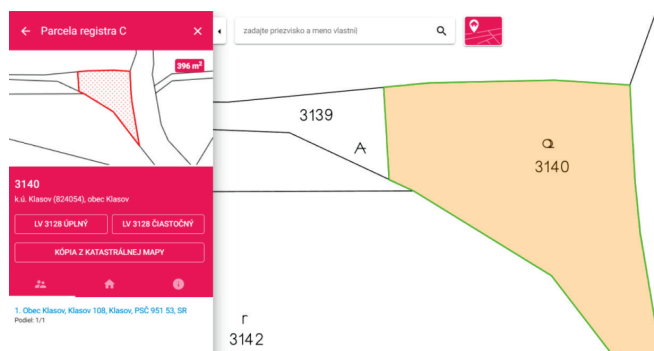 Parcela registra C
396 m²
3140
k.ú. Klasov (824054), obec Klasov
LV 3128 ÚPLNÝ
LV 3128 ČIASTOČNÝ
KÓPIA Z KATASTRÁLNEJ MAPY
1. Obec Klasov, Klasov 108, Klasov, PSČ 951 53, SR
Podiel: 1/1
zadajte priezvisko a meno vlastní
3139
3140
3142